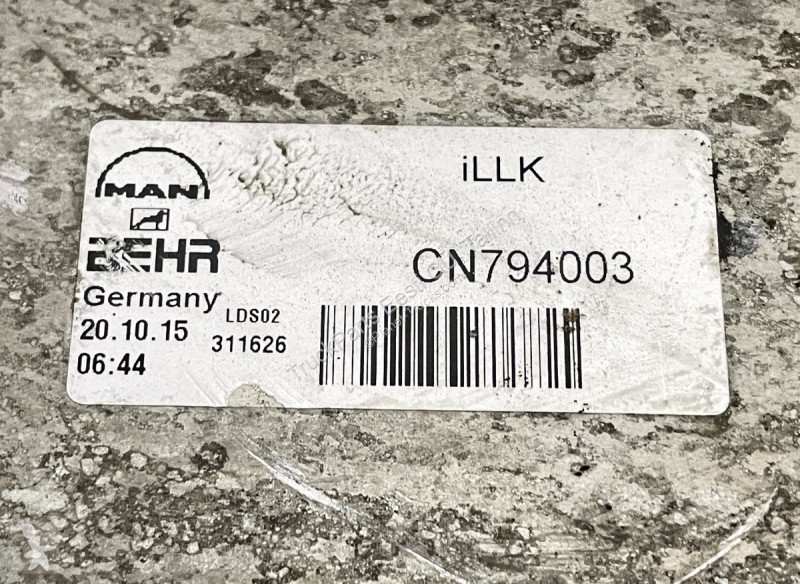 MAN
iLLK
BEHR
CN794003
Germany
20.10.15
LDS02
06:44
311626